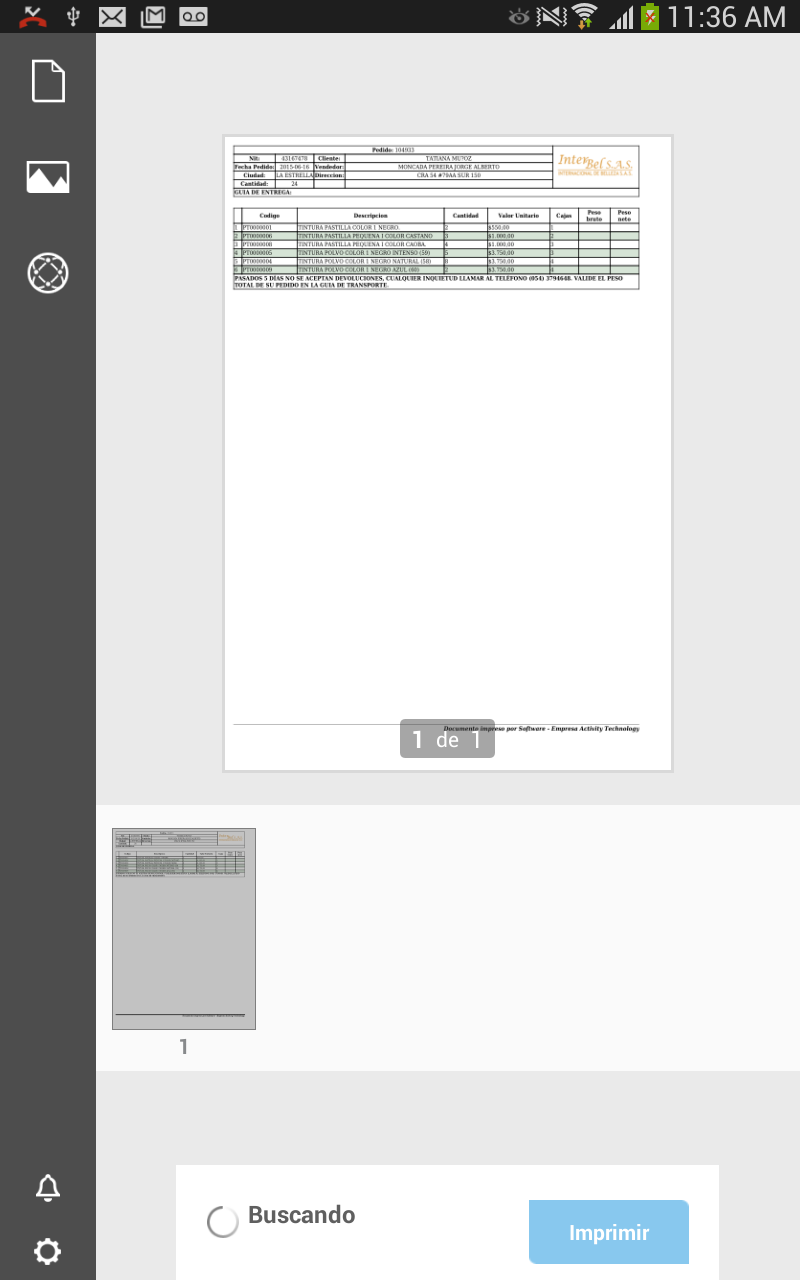 11:36 AM
Pedido: 104933
Nit: 43167470 Cliente: TATIANA MU?OZ
Fecha Pedido: 2015-06-16 Vendedor: MONCADA PEREIRA JORGE ALBERTO
Ciudad: LA ESTRELLA Direccion: CRA 54 #70AA SUR 150
Cantidad: 24
GUIA DE ENTREGA:
Inter Bel S.A.S.
INTERNACIONAL DE BELLEZA S.A.S.
Codigo Descripcion Cantidad Valor Unitario Cajas Peso bruto Peso neto
1 PT0000001 TINTURA PASTILLA COLOR 1 NEGRO. 2 $550,00 1
2 PT0000006 TINTURA PASTILLA PEQUENA 1 COLOR CASTANO 3 $1.000,00 2
3 PT0000008 TINTURA PASTILLA PEQUENA 1 COLOR CAOBA. 4 $1.000,00 3
4 PT0000005 TINTURA POLVO COLOR 1 NEGRO INTENSO (59) 5 $3.750,00 3
5 PT0000004 TINTURA POLVO COLOR 1 NEGRO NATURAL (58) 8 $3.750,00 4
6 PT0000009 TINTURA POLVO COLOR 1 NEGRO AZUL (60) 2 $3.750,00 4
PASADOS 5 DÍAS NO SE ACEPTAN DEVOLUCIONES, CUALQUIER INQUIETUD LLAMAR AL TELÉFONO (054) 3794648. VALIDE EL PESO
TOTAL DE SU PEDIDO EN LA GUIA DE TRANSPORTE.
Documento impreso por Software - Empresa Activity Technology
1 de 1
1
Buscando
Imprimir